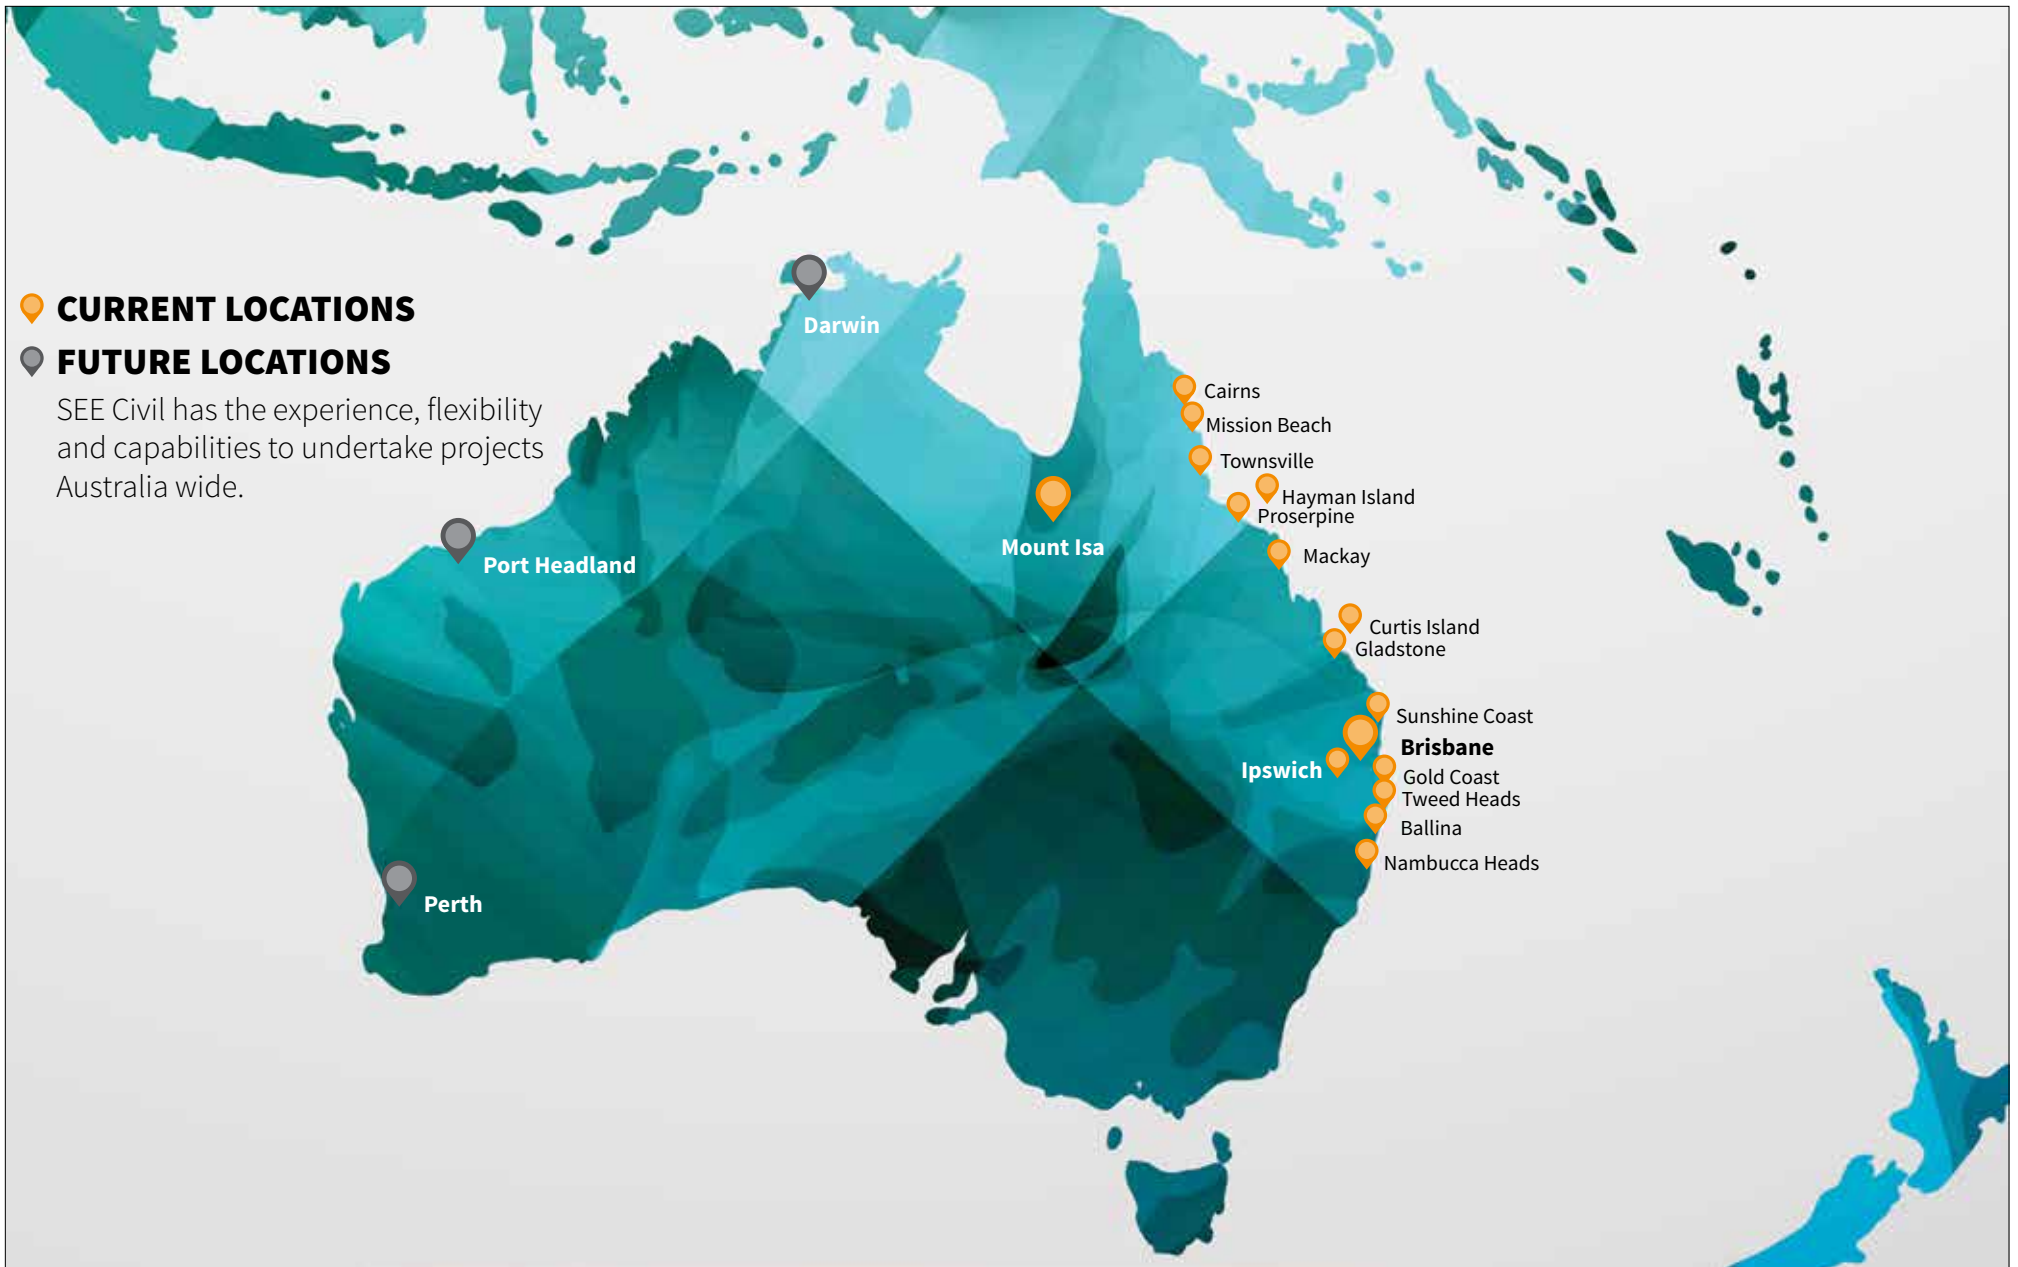 CURRENT LOCATIONS
FUTURE LOCATIONS
SEE Civil has the experience, flexibility
and capabilities to undertake projects
Australia wide.
Darwin
Cairns
Mission Beach
Townsville
Hayman Island
Proserpine
Mount Isa
Mackay
Port Headland
Curtis Island
Gladstone
Sunshine Coast
Brisbane
Ipswich
Gold Coast
Tweed Heads
Ballina
Nambucca Heads
Perth